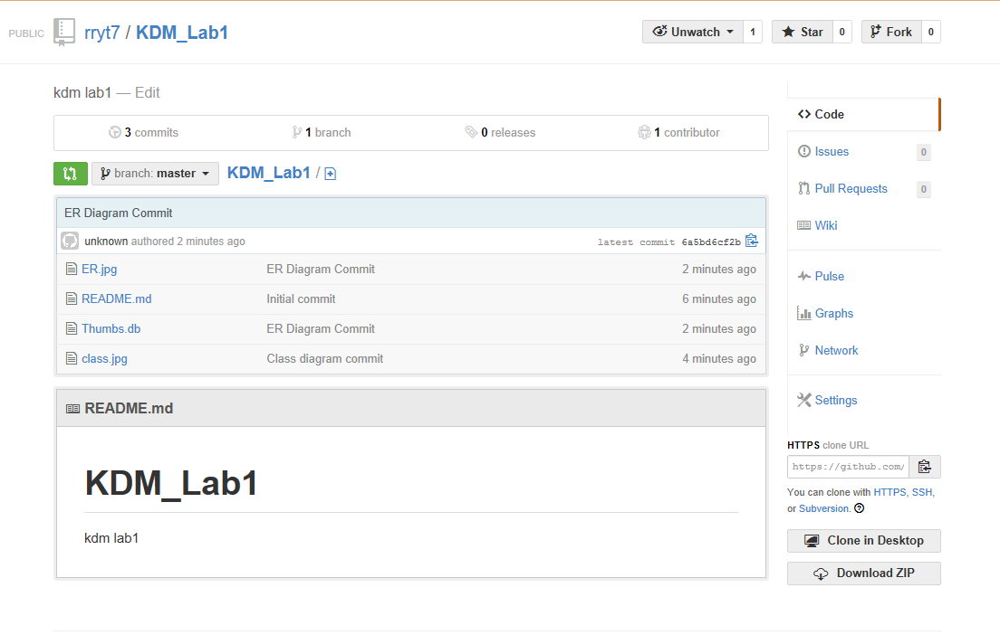 PUBLIC rryt7 / KDM_Lab1 Unwatch 1 Star 0 Fork 0
kdm lab1 — Edit
3 commits 1 branch 0 releases 1 contributor
branch: master KDM_Lab1 /
ER Diagram Commit
unknown authored 2 minutes ago latest commit 6a5bd6cf2b
ER.jpg ER Diagram Commit 2 minutes ago
README.md Initial commit 6 minutes ago
Thumbs.db ER Diagram Commit 2 minutes ago
class.jpg Class diagram commit 4 minutes ago
README.md
KDM_Lab1
kdm lab1
Code
Issues 0
Pull Requests 0
Wiki
Pulse
Graphs
Network
Settings
HTTPS clone URL
https://github.com/
You can clone with HTTPS, SSH,
or Subversion.
Clone in Desktop
Download ZIP